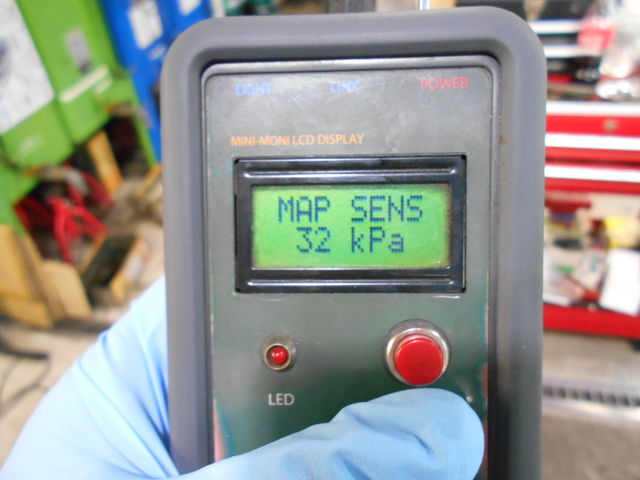 LIGHT LINK POWER
MINI-MONI LCD DISPLAY
MAP SENS
32 kPa
LED